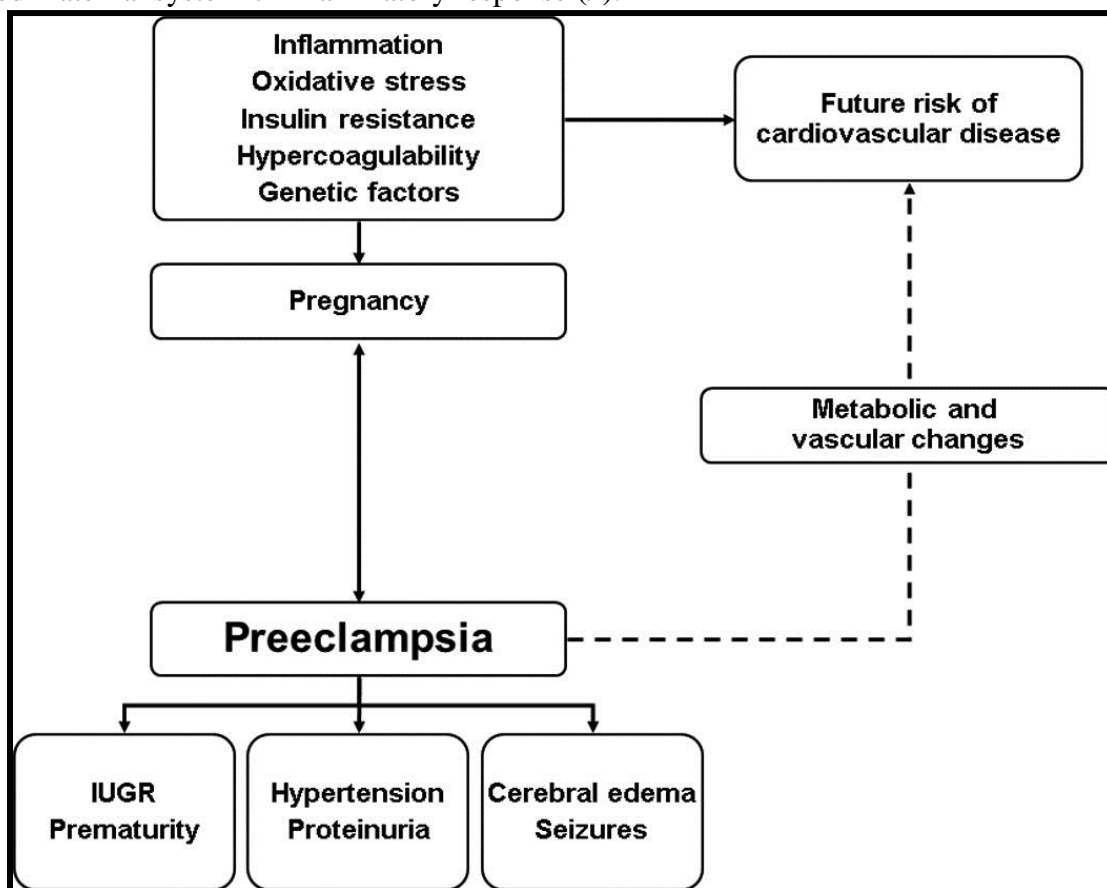 Inflammation
Oxidative stress
Insulin resistance
Hypercoagulability
Genetic factors
Future risk of
cardiovascular disease
Pregnancy
Metabolic and
vascular changes
Preeclampsia
IUGR
Prematurity
Hypertension
Proteinuria
Cerebral edema
Seizures